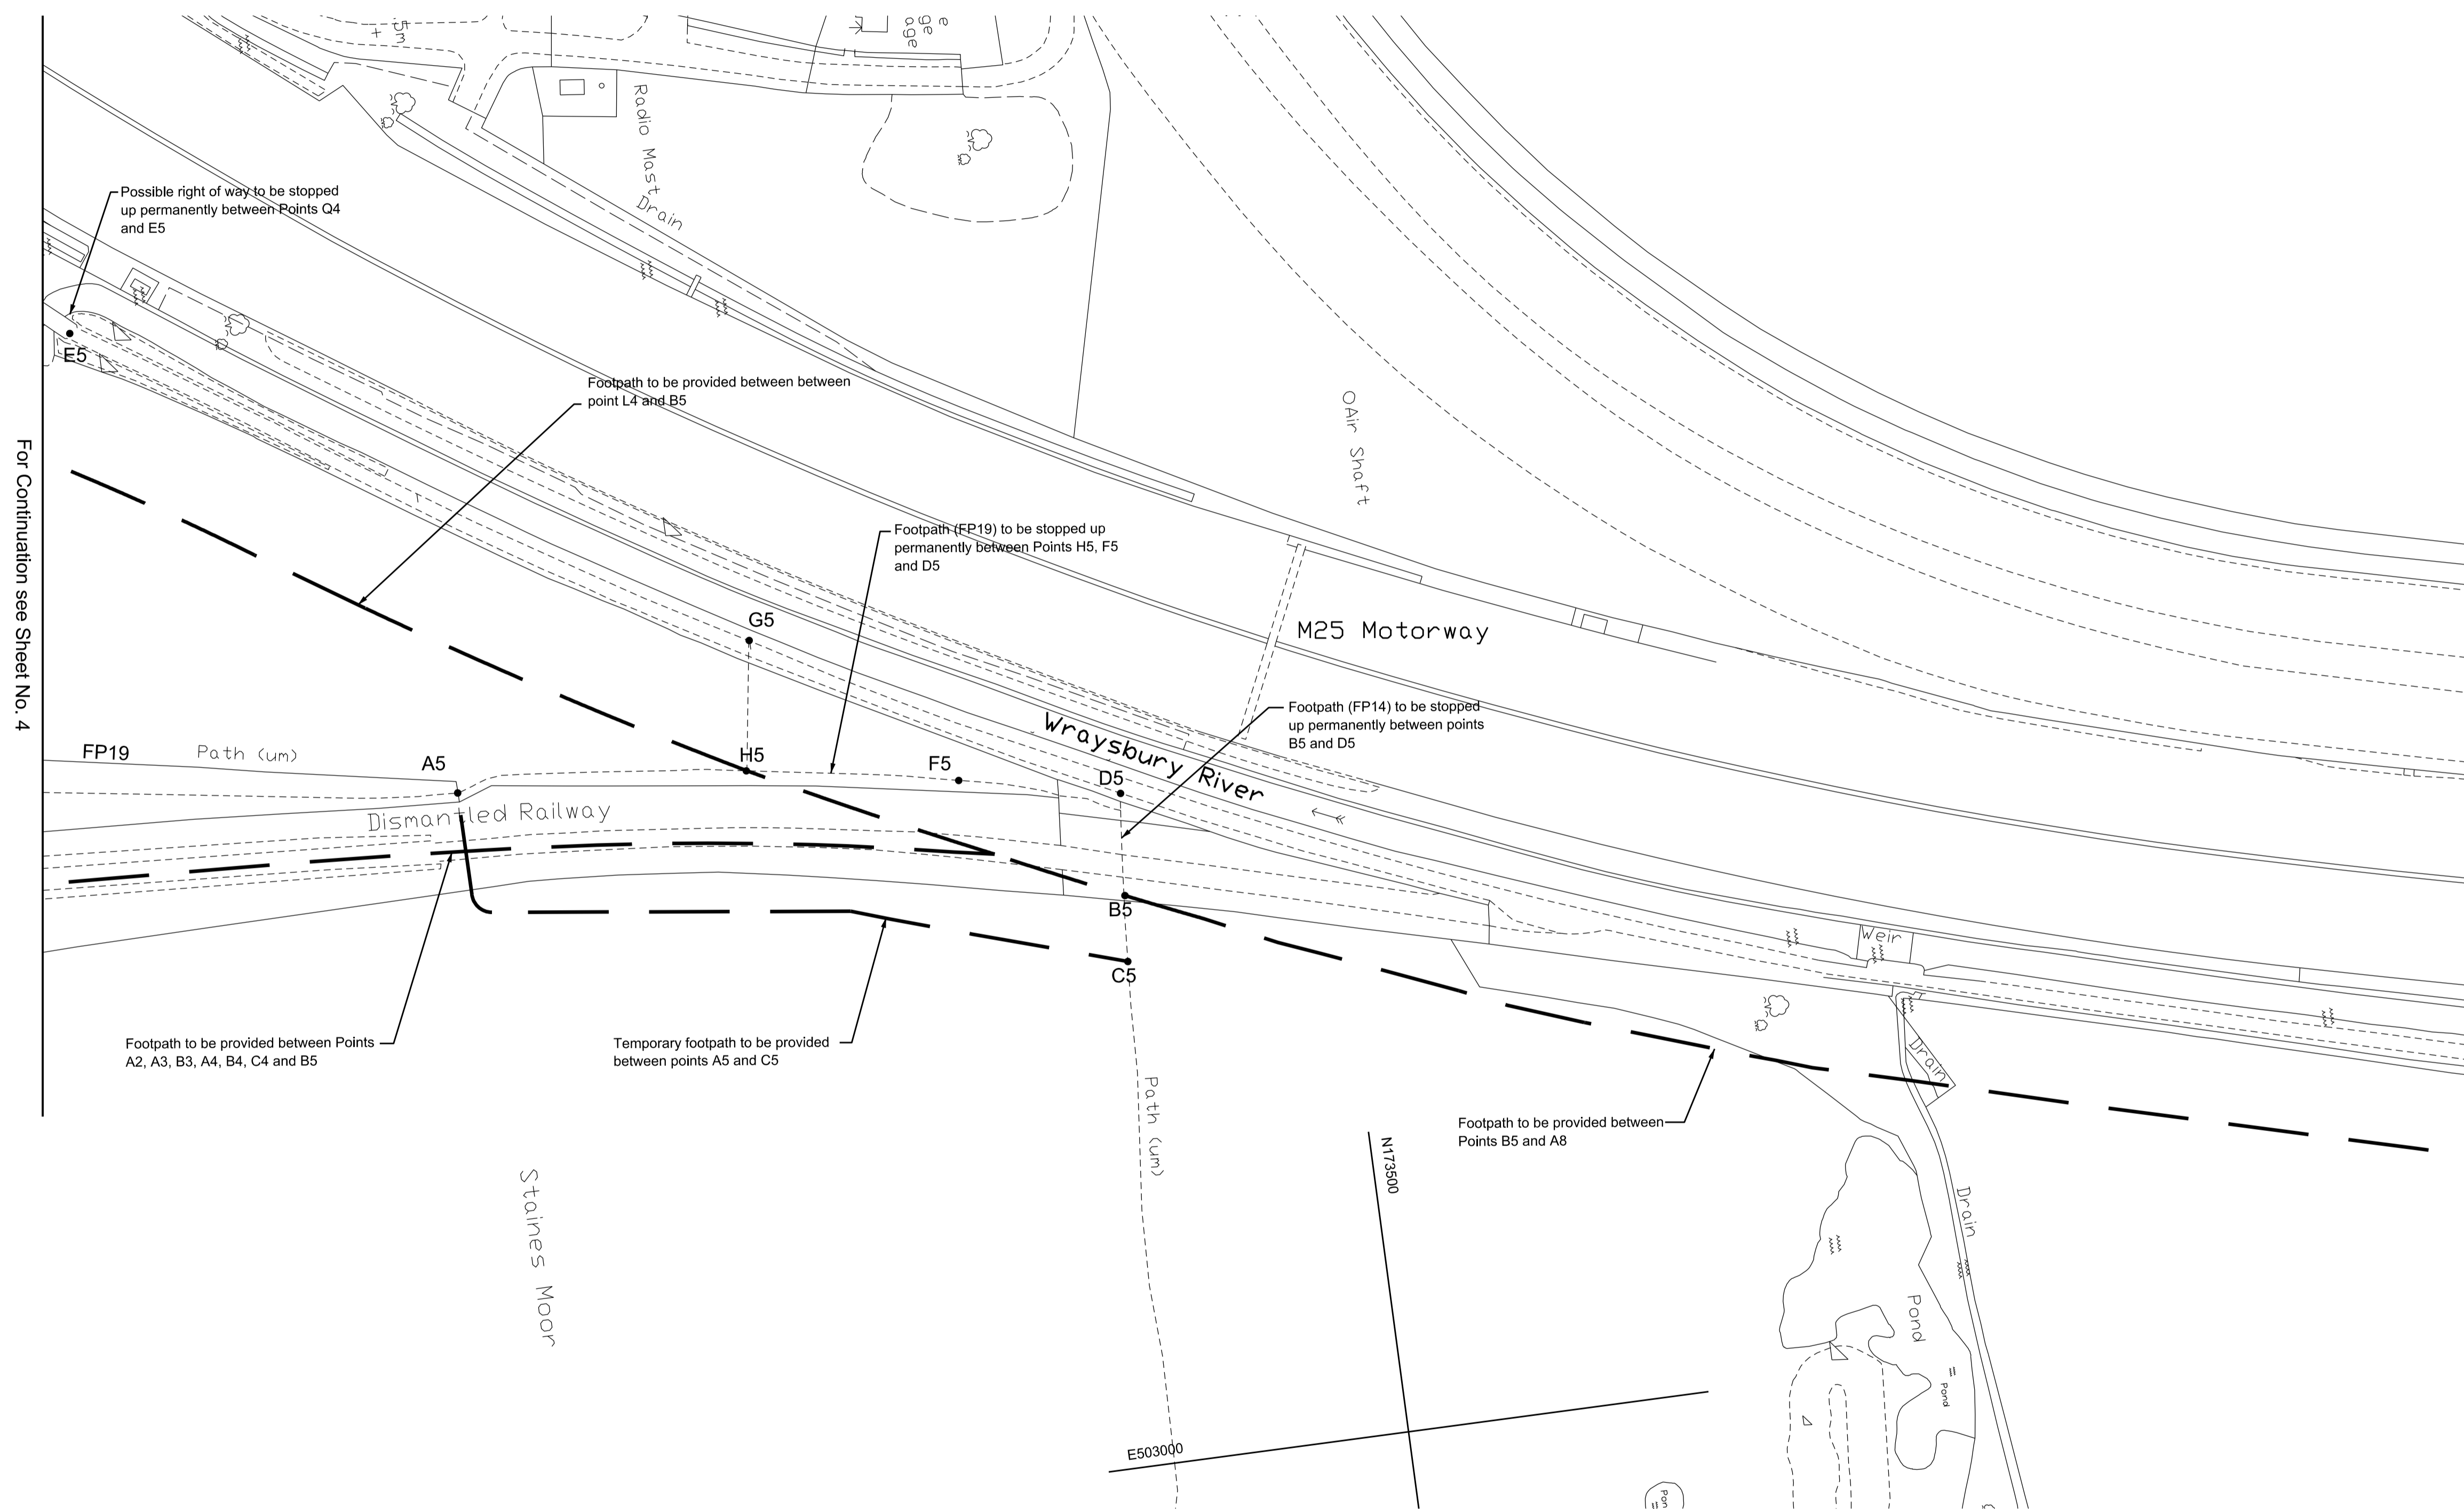 Possible right of way to be stopped
up permanently between Points Q4
and E5
E5
Radio Mast
Drain
Footpath to be provided between between
point L4 and B5
For Continuation see Sheet No. 4
Air Shaft
Footpath (FP19) to be stopped up
permanently between Points H5, F5
and D5
G5
M25 Motorway
Footpath (FP14) to be stopped
up permanently between points
B5 and D5
Wraysbury River
FP19
Path (um)
A5
H5
F5
D5
Dismantled Railway
B5
C5
Weir
Drain
Footpath to be provided between Points
A2, A3, B3, A4, B4, C4 and B5
Temporary footpath to be provided
between points A5 and C5
Path (um)
Footpath to be provided between
Points B5 and A8
N173500
Staines Moor
Drain
Pond
Pond
E503000